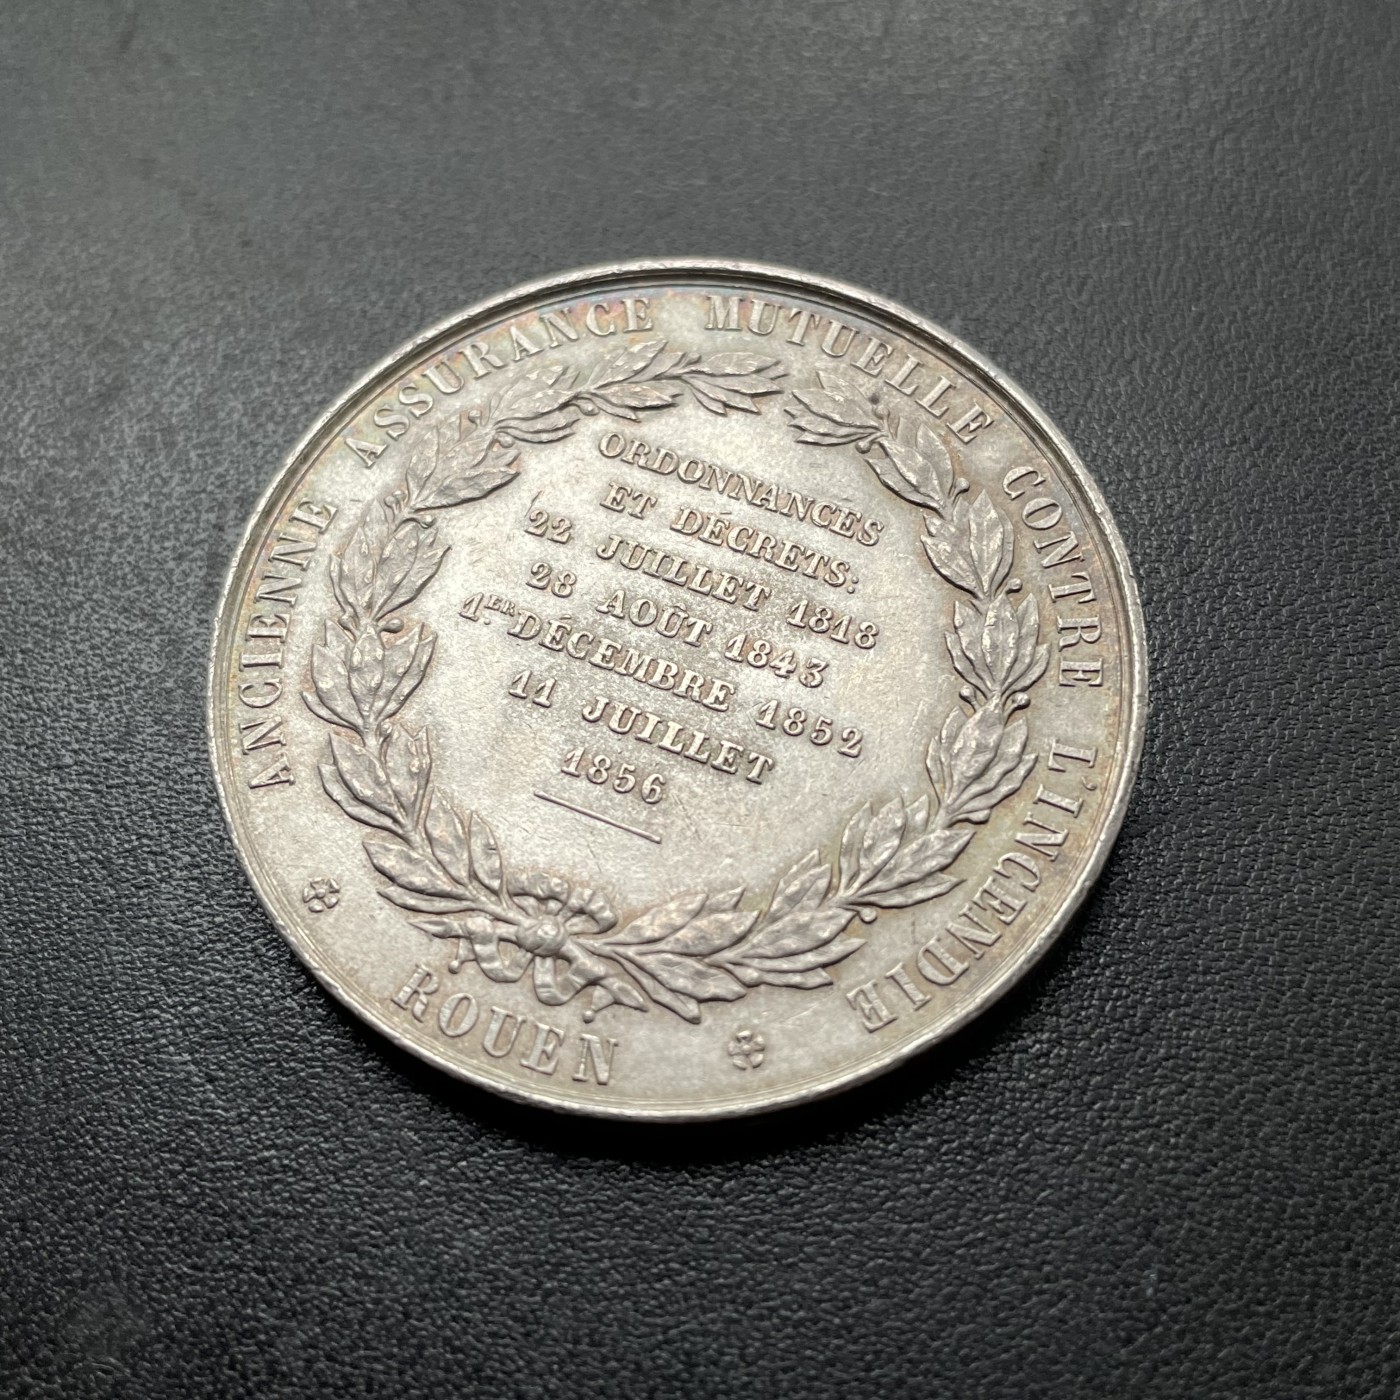 ANCIENNE ASSURANCE MUTUELLE CONTRE L'INCENDIE
ORDONNANCES
ET DÉCRETS:
22 JUILLET 1818
28 AOÛT 1843
1ER DÉCEMBRE 1852
11 JUILLET
1856
ROUEN